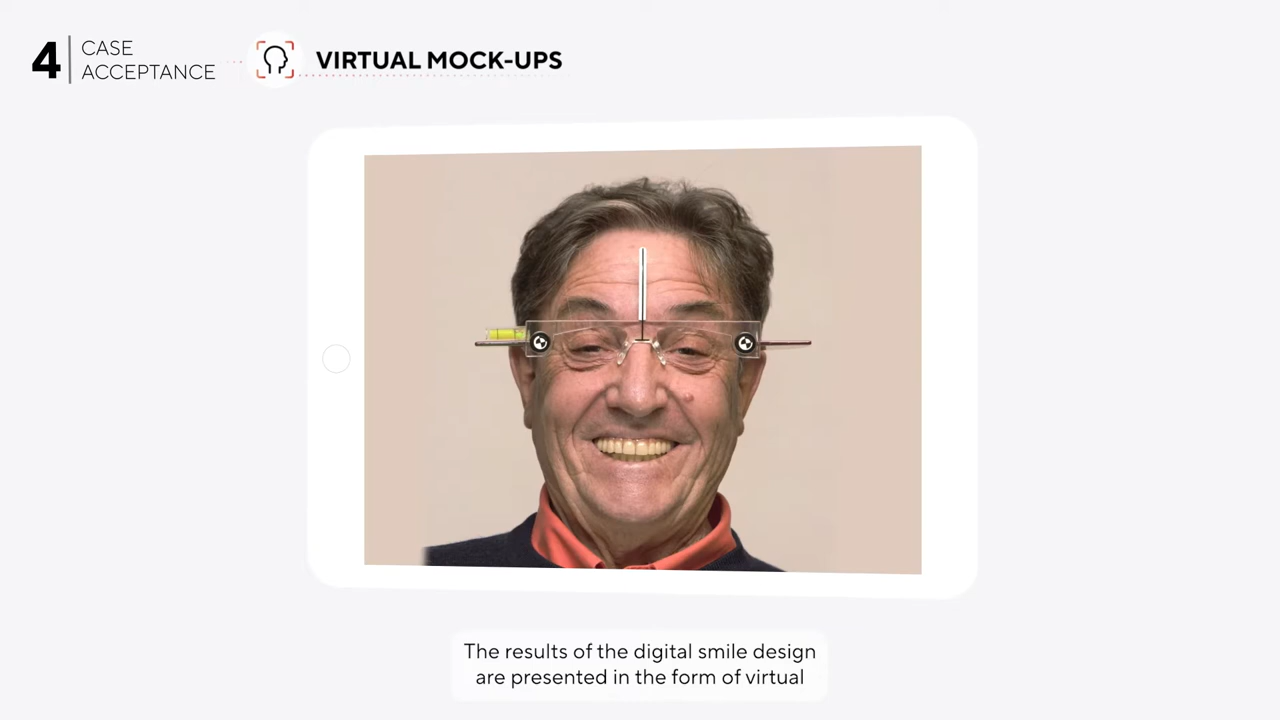 4
CASE
ACCEPTANCE
VIRTUAL MOCK-UPS
The results of the digital smile design
are presented in the form of virtual